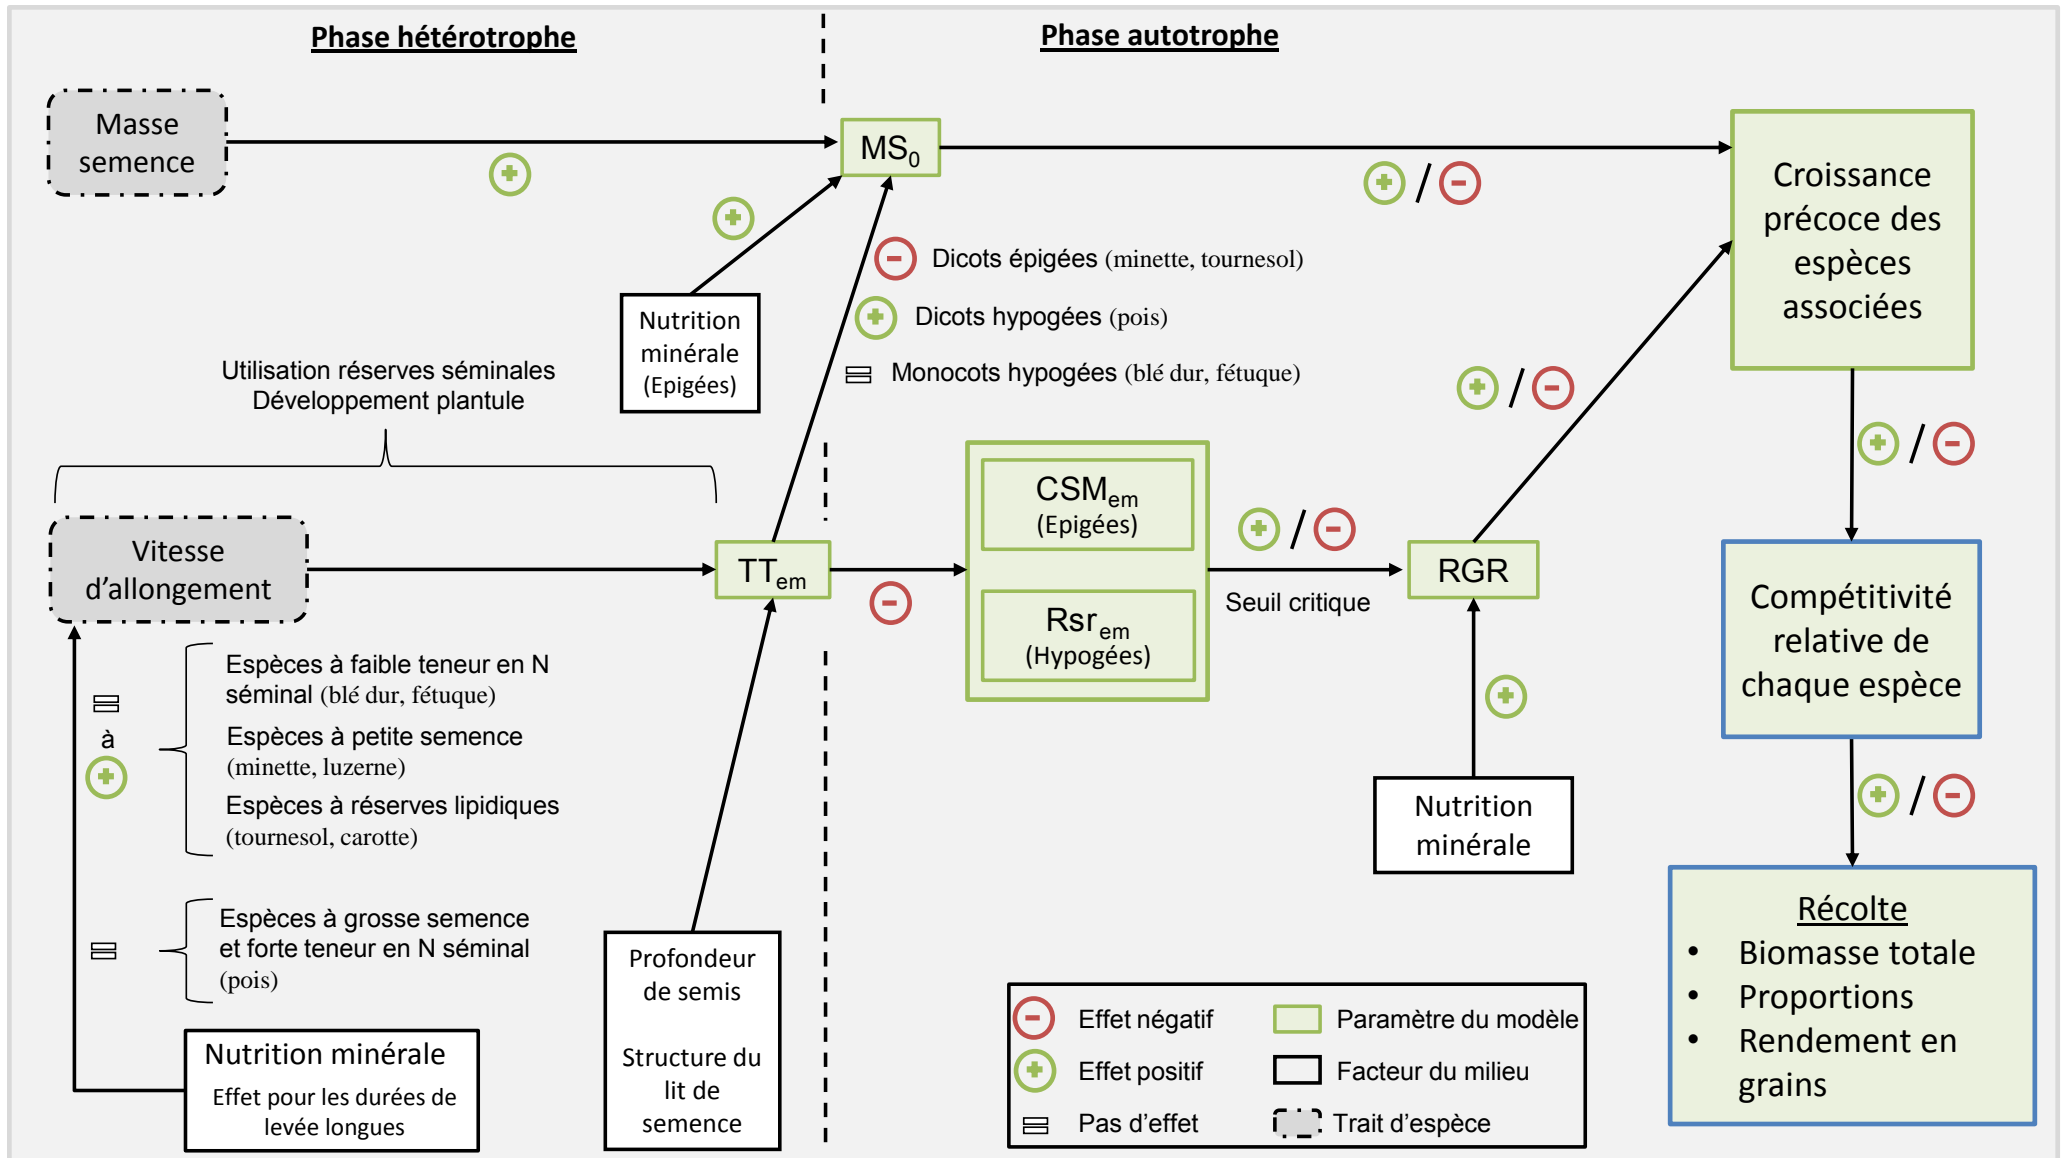 Phase hétérotrophe
Phase autotrophe
Masse
semence
MS0
Croissance
précoce des
espèces
associées
+
+
+ / -
Nutrition
minérale
(Epigées)
- Dicots épigées (minette, tournesol)
+ Dicots hypogées (pois)
= Monocots hypogées (blé dur, fétuque)
+ / -
+ / -
Utilisation réserves séminales
Développement plantule
Vitesse
d'allongement
TTem
-
CSMem
(Epigées)
Rsrem
(Hypogées)
+ / -
Seuil critique
RGR
+
Nutrition
minérale
Compétitivité
relative de
chaque espèce
+ / -
=
à
+
Espèces à faible teneur en N
séminal (blé dur, fétuque)
Espèces à petite semence
(minette, luzerne)
Espèces à réserves lipidiques
(tournesol, carotte)
=
Espèces à grosse semence
et forte teneur en N séminal
(pois)
Nutrition minérale
Effet pour les durées de
levée longues
Profondeur
de semis
Structure du
lit de
semence
- Effet négatif
+ Effet positif
= Pas d'effet
Paramètre du modèle
Facteur du milieu
Trait d'espèce
Récolte
• Biomasse totale
• Proportions
• Rendement en
grains